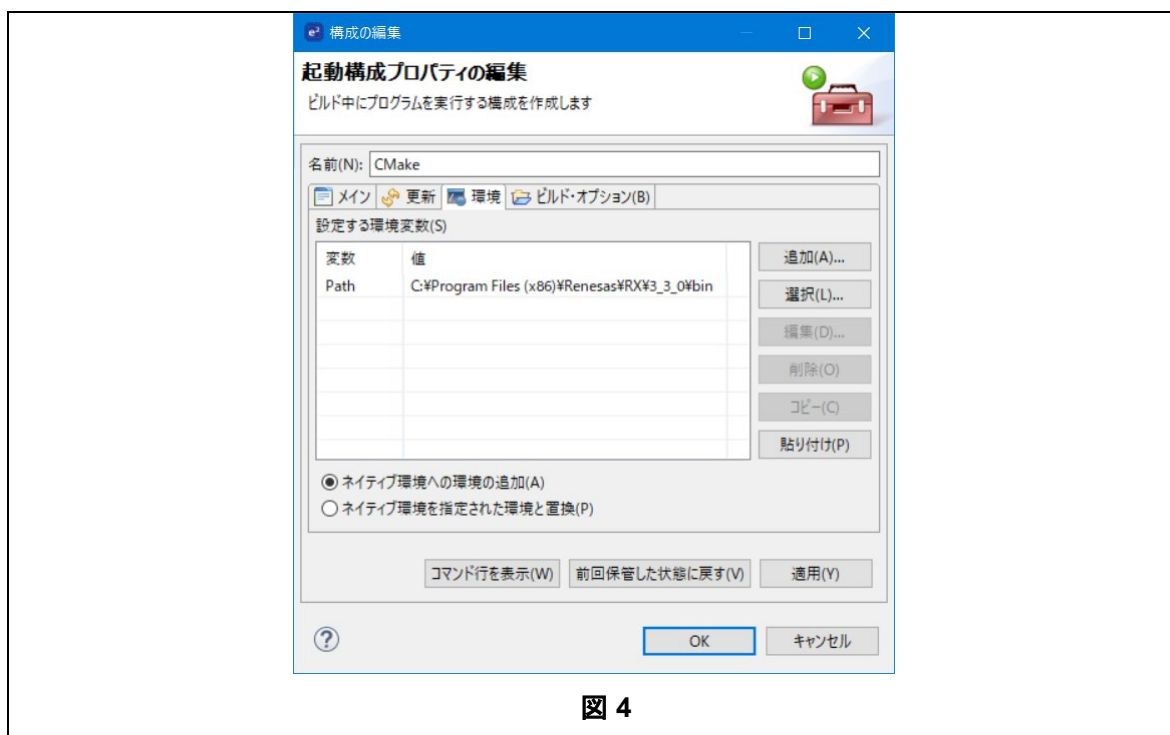 e² 構成の編集
起動構成プロパティの編集
ビルド中にプログラムを実行する構成を作成します
名前(N): CMake
メイン 更新 環境 ビルド・オプション(B)
設定する環境変数(S)
変数 値
Path C:¥Program Files (x86)¥Renesas¥RX¥3_3_0¥bin
追加(A)...
選択(L)...
編集(D)...
削除(O)
コピー(C)
貼り付け(P)
ネイティブ環境への環境の追加(A)
ネイティブ環境を指定された環境と置換(P)
コマンド行を表示(W) 前回保管した状態に戻す(V) 適用(Y)
? OK キャンセル
図 4